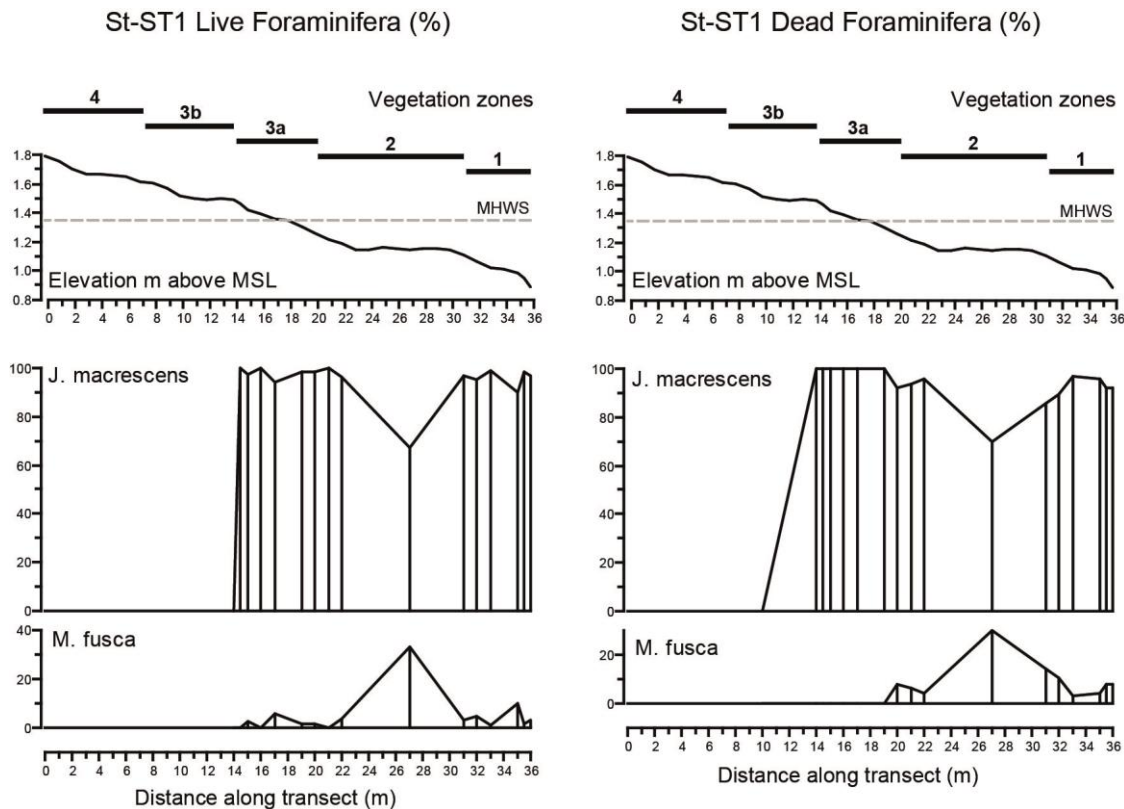 St-ST1 Live Foraminifera (%)
Vegetation zones
4
3b
3a
2
1
1.8
1.6
1.4
1.2
1.0
0.8
MHWS
Elevation m above MSL
0 2 4 6 8 10 12 14 16 18 20 22 24 26 28 30 32 34 36
J. macrescens
100
80
60
40
20
0
M. fusca
40
20
0
0 2 4 6 8 10 12 14 16 18 20 22 24 26 28 30 32 34 36
Distance along transect (m)
St-ST1 Dead Foraminifera (%)
Vegetation zones
4
3b
3a
2
1
1.8
1.6
1.4
1.2
1.0
0.8
MHWS
Elevation m above MSL
0 2 4 6 8 10 12 14 16 18 20 22 24 26 28 30 32 34 36
J. macrescens
100
80
60
40
20
0
M. fusca
20
0
0 2 4 6 8 10 12 14 16 18 20 22 24 26 28 30 32 34 36
Distance along transect (m)